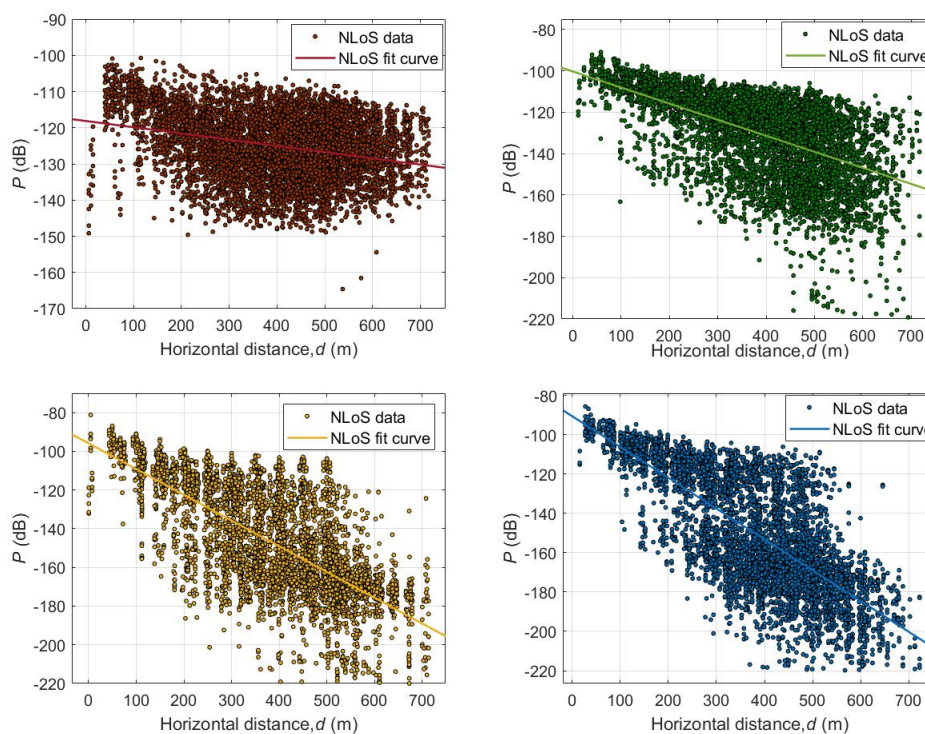 -90
-100
-110
-120
-130
-140
-150
-160
-170
P (dB)
NLoS data
NLoS fit curve
0 100 200 300 400 500 600 700
Horizontal distance,d (m)
-80
-100
-120
-140
-160
-180
-200
-220
P (dB)
NLoS data
NLoS fit curve
0 100 200 300 400 500 600 700
Horizontal distance,d (m)
-80
-100
-120
-140
-160
-180
-200
-220
P (dB)
NLoS data
NLoS fit curve
0 100 200 300 400 500 600 700
Horizontal distance,d (m)
-80
-100
-120
-140
-160
-180
-200
-220
P (dB)
NLoS data
NLoS fit curve
0 100 200 300 400 500 600 700
Horizontal distance,d (m)